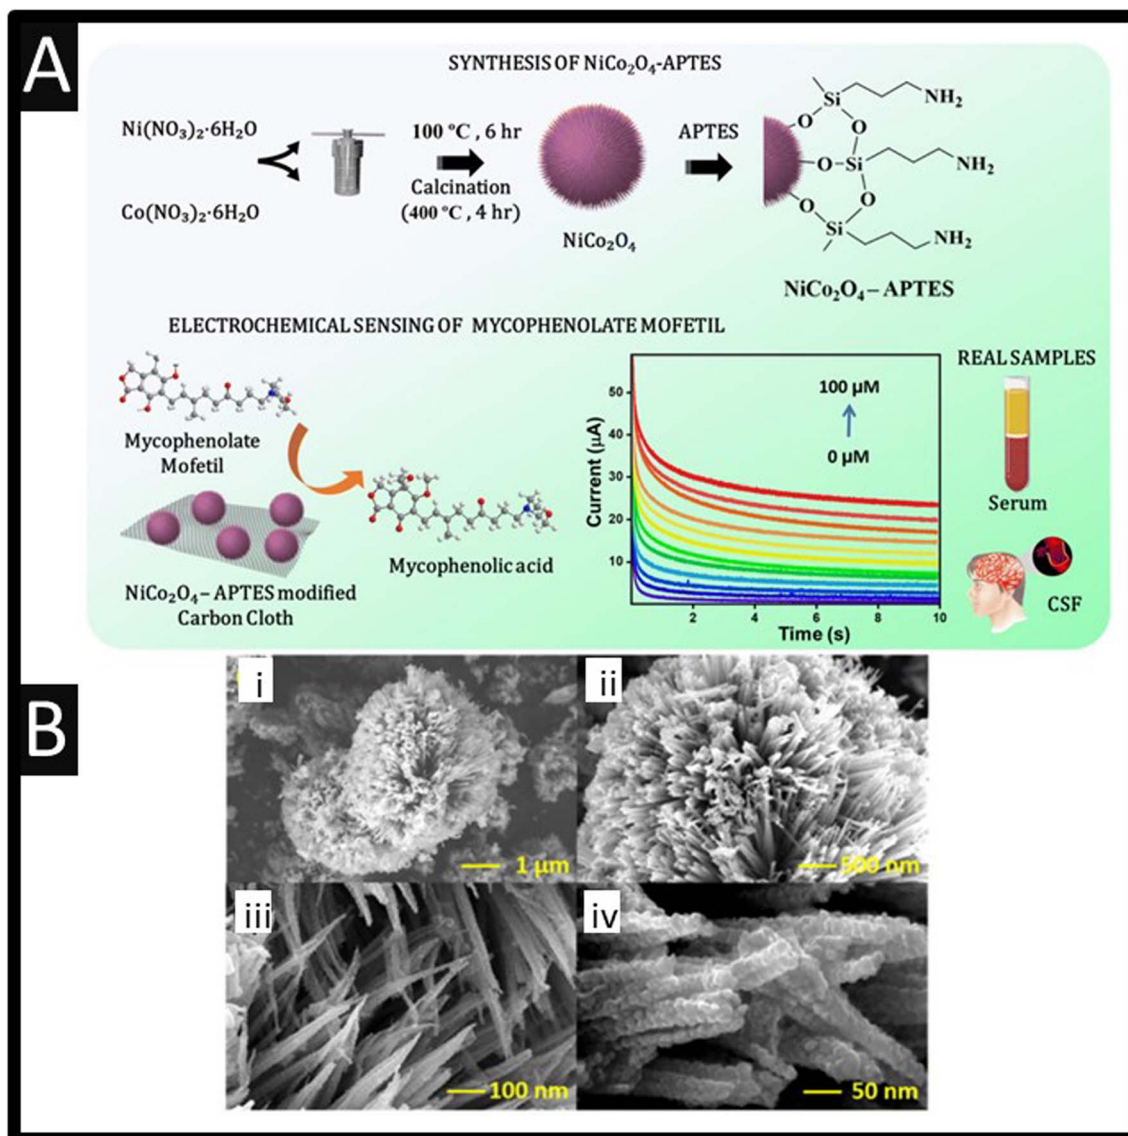 A
SYNTHESIS OF NiCo₂O₄-APTES
Ni(NO₃)₂·6H₂O
Co(NO₃)₂·6H₂O
100 °C , 6 hr
Calcination
(400 °C , 4 hr)
NiCo₂O₄
APTES
Si
NH₂
O
O
O
Si
NH₂
O
O
Si
NH₂
NiCo₂O₄ – APTES
ELECTROCHEMICAL SENSING OF MYCOPHENOLATE MOFETIL
Mycophenolate
Mofetil
NiCo₂O₄– APTES modified
Carbon Cloth
Mycophenolic acid
Current (µA)
50
40
30
20
10
100 µM
0 µM
2
4
6
8
10
Time (s)
REAL SAMPLES
Serum
CSF
B
i
1 µm
ii
500 nm
iii
100 nm
iv
50 nm